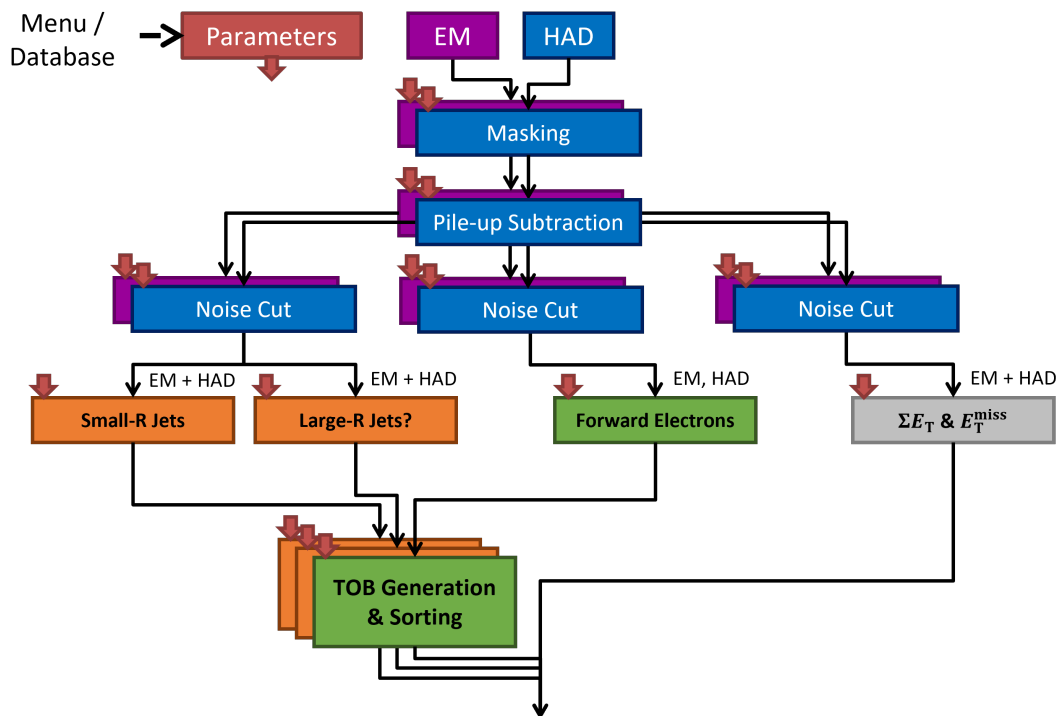 Menu /
Database
Parameters
EM
HAD
Masking
Pile-up Subtraction
Noise Cut
Noise Cut
Noise Cut
EM + HAD
EM + HAD
EM, HAD
EM + HAD
Small-R Jets
Large-R Jets?
Forward Electrons
ΣE_T & E_T^miss
TOB Generation
& Sorting